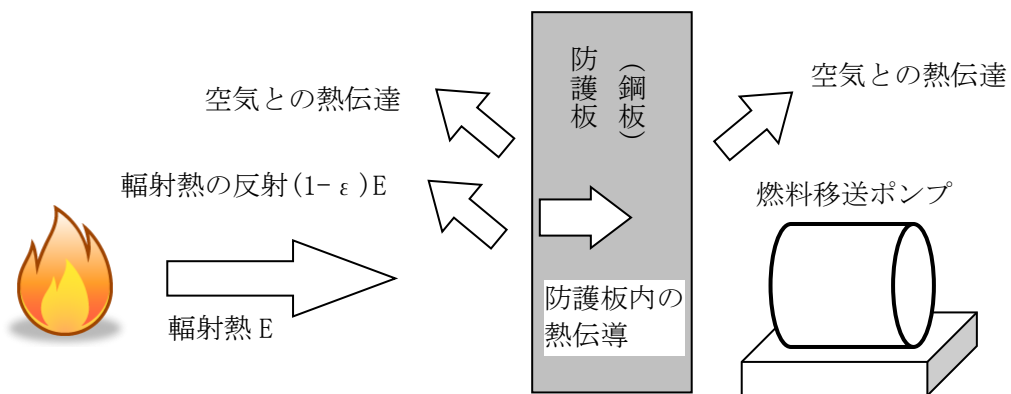 空気との熱伝達
輻射熱の反射(1-ε)E
輻射熱 E
防護板
(鋼板)
防護板内の
熱伝導
空気との熱伝達
燃料移送ポンプ